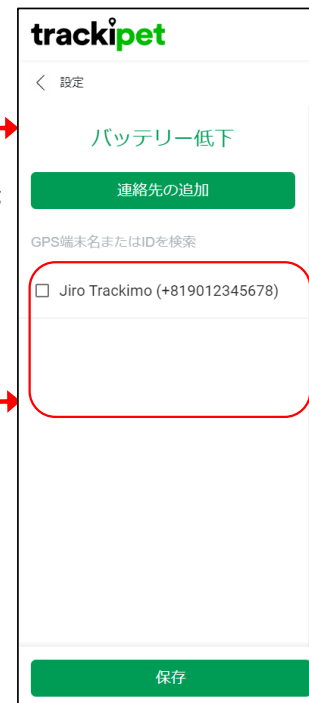 trackipet
設定
バッテリー低下
連絡先の追加
GPS端末名またはIDを検索
Jiro Trackimo (+819012345678)
保存